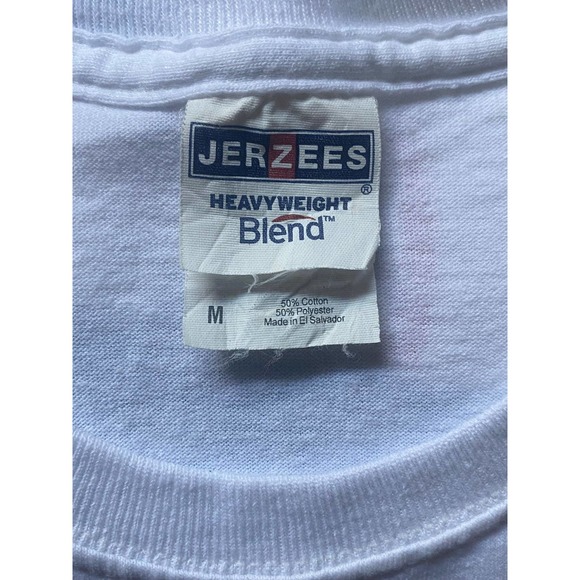 JERZEES®
HEAVYWEIGHT
Blend™
M
50% Cotton
50% Polyester
Made in El Salvador